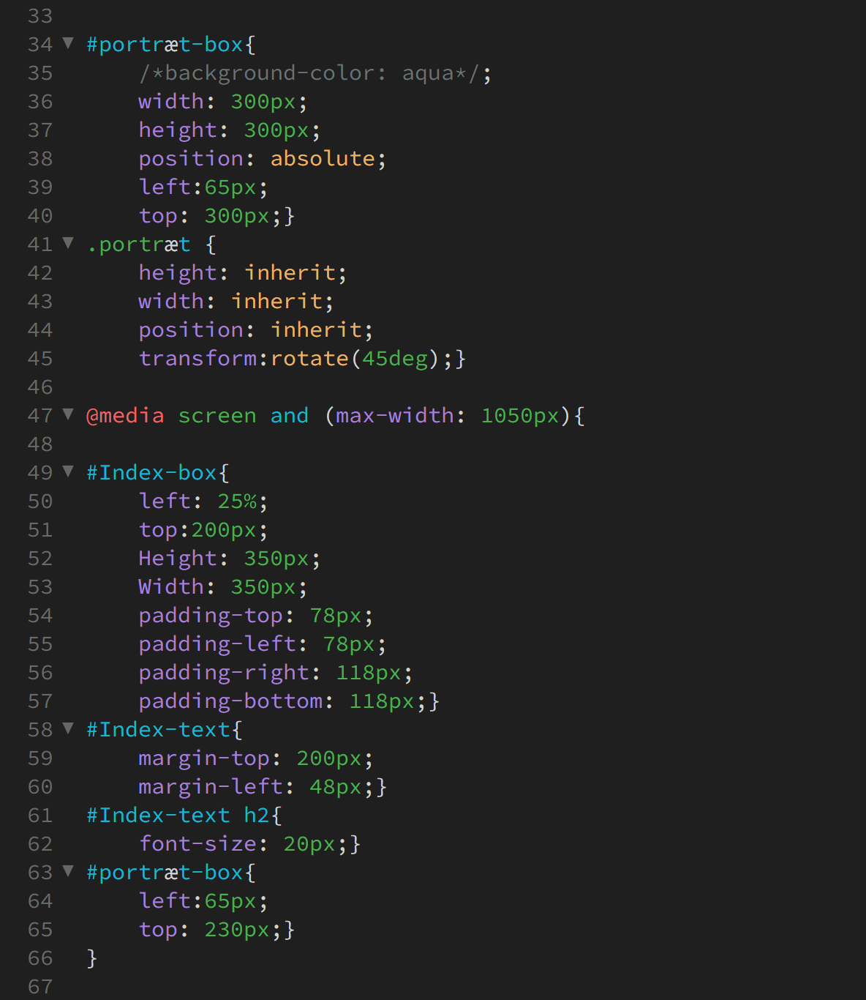 33
34 ▼ #portræt-box{
35 /*background-color: aqua*/;
36 width: 300px;
37 height: 300px;
38 position: absolute;
39 left:65px;
40 top: 300px;}
41 ▼ .portræt {
42 height: inherit;
43 width: inherit;
44 position: inherit;
45 transform:rotate(45deg);}
46
47 ▼ @media screen and (max-width: 1050px){
48
49 ▼ #Index-box{
50 left: 25%;
51 top:200px;
52 Height: 350px;
53 Width: 350px;
54 padding-top: 78px;
55 padding-left: 78px;
56 padding-right: 118px;
57 padding-bottom: 118px;}
58 ▼ #Index-text{
59 margin-top: 200px;
60 margin-left: 48px;}
61 #Index-text h2{
62 font-size: 20px;}
63 ▼ #portræt-box{
64 left:65px;
65 top: 230px;}
66 }
67